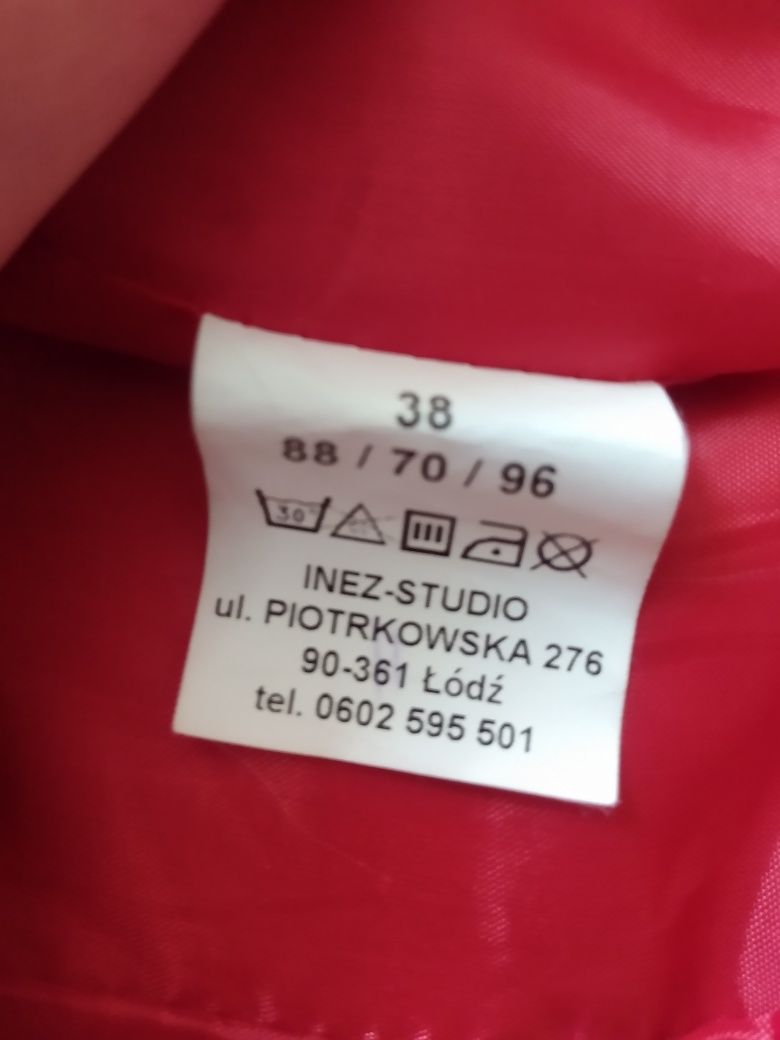 38
88 / 70 / 96
30°
INEZ-STUDIO
ul. PIOTRKOWSKA 276
90-361 Łódź
tel. 0602 595 501